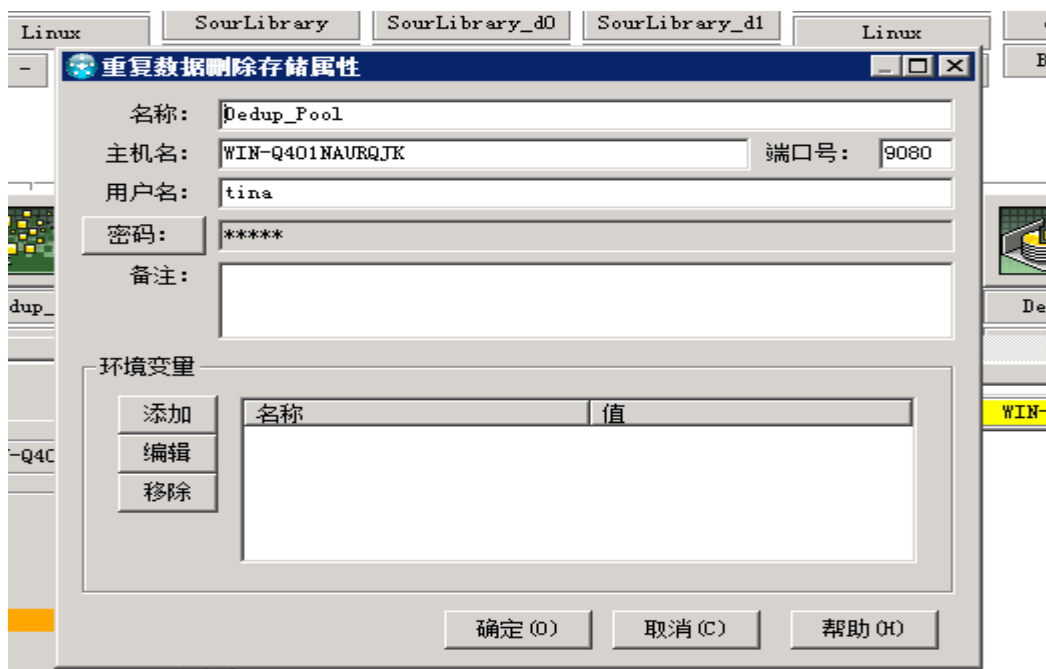 Linux
SourLibrary
SourLibrary_d0
SourLibrary_d1
Linux
重复数据删除存储属性
名称: Dedup_Pool
主机名: WIN-Q4O1NAURQJK 端口号: 9080
用户名: tina
密码: *****
备注:
dup_
De
环境变量
添加 名称 值
WIN-
编辑
-Q4O
移除
确定(O) 取消(C) 帮助(H)